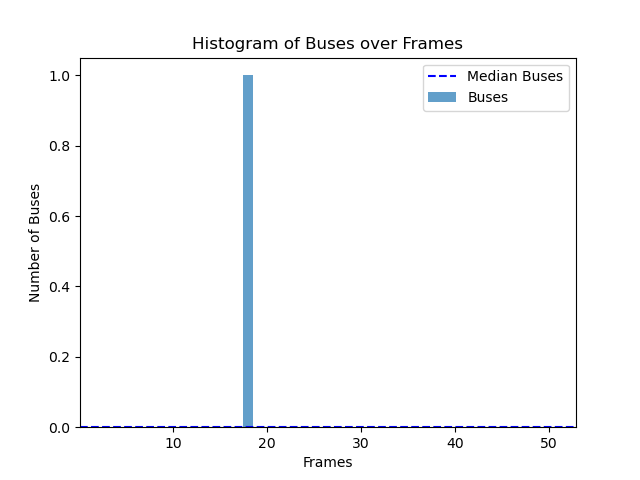 Histogram of Buses over Frames
Median Buses
Buses
Number of Buses
1.0
0.8
0.6
0.4
0.2
0.0
10 20 30 40 50
Frames